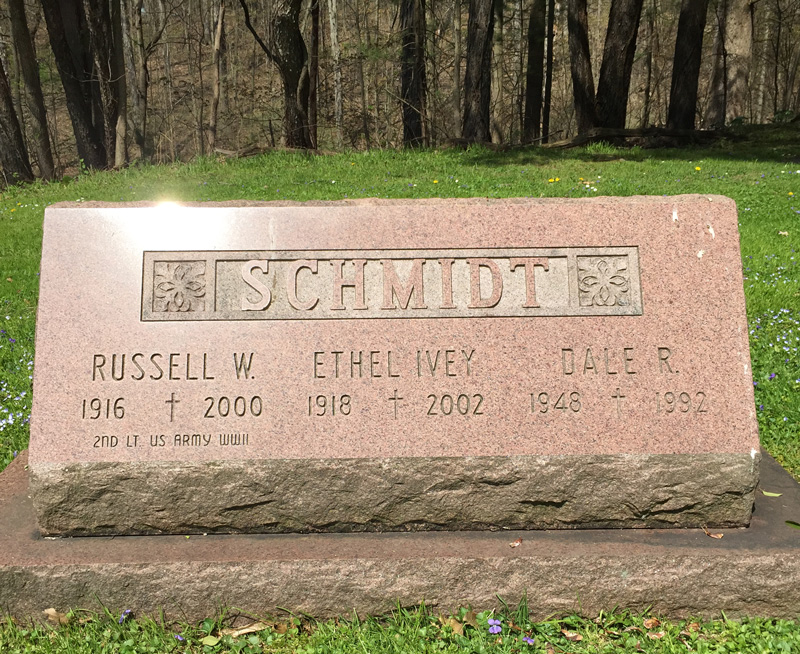 SCHMIDT
RUSSELL W. ETHEL IVEY DALE R.
1916 † 2000 1918 † 2002 1948 † 1992
2ND LT US ARMY WWII